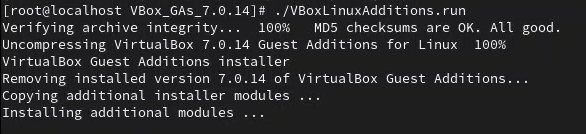 [root@localhost VBox_GAs_7.0.14]# ./VBoxLinuxAdditions.run
Verifying archive integrity...  100%   MD5 checksums are OK. All good.
Uncompressing VirtualBox 7.0.14 Guest Additions for Linux  100%
VirtualBox Guest Additions installer
Removing installed version 7.0.14 of VirtualBox Guest Additions...
Copying additional installer modules ...
Installing additional modules ...